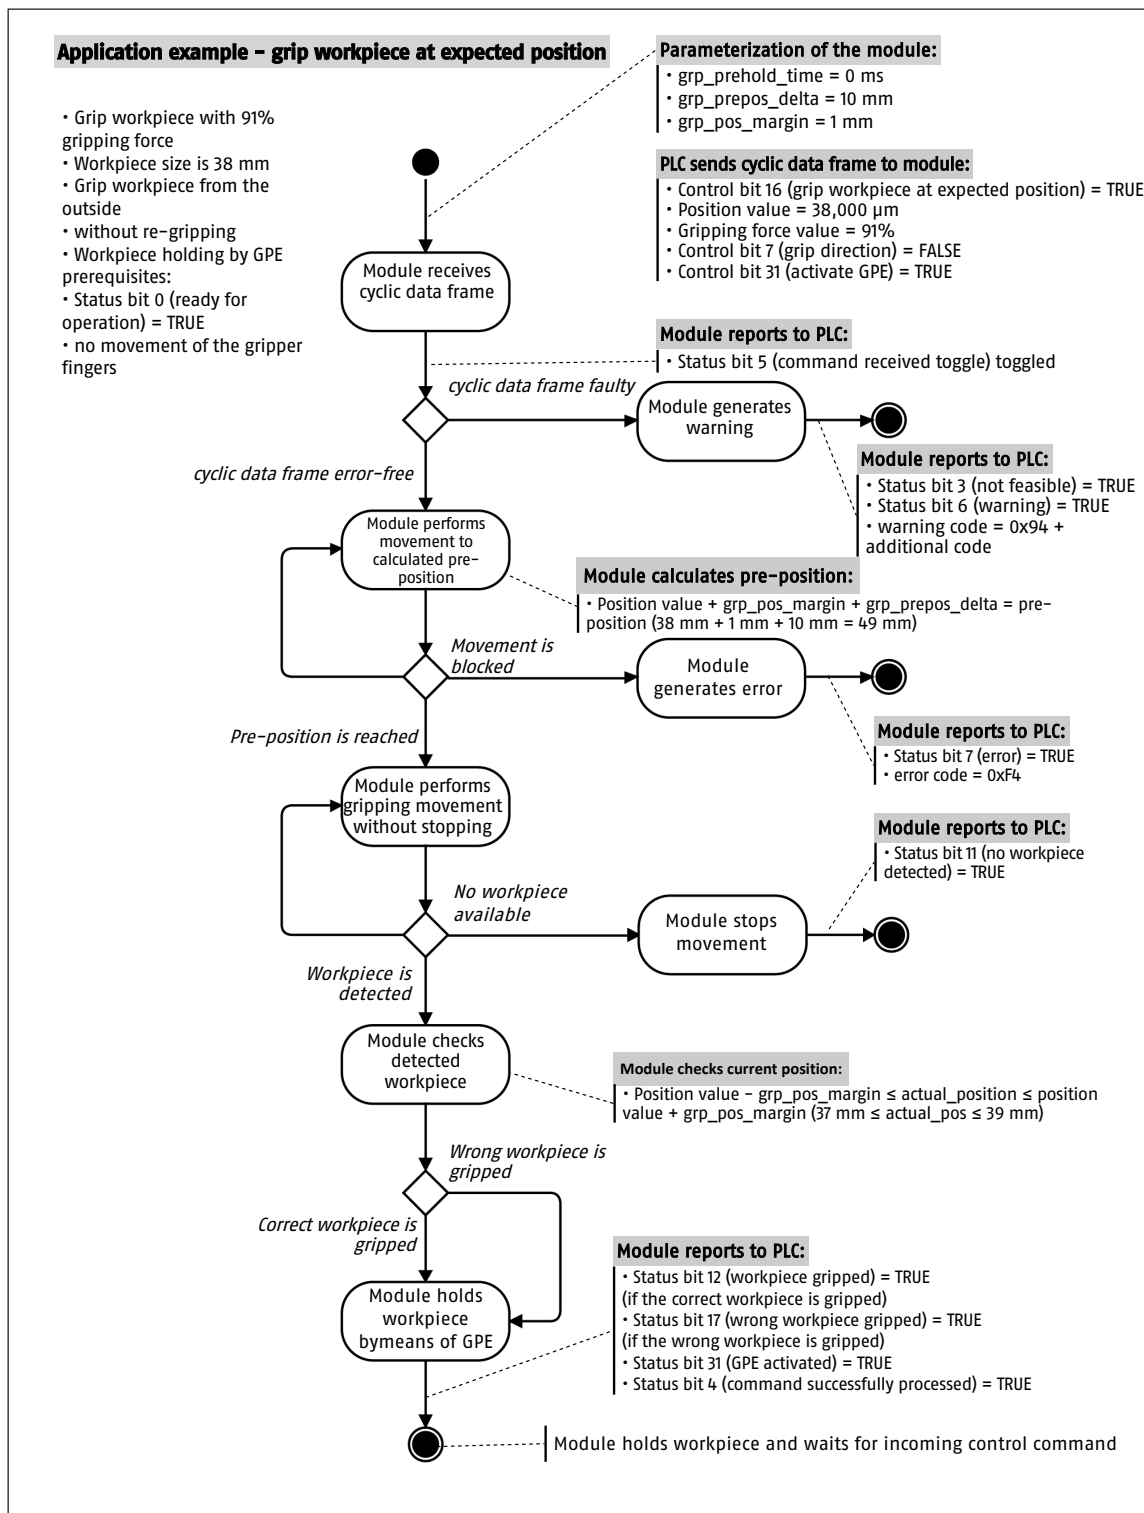 Application example – grip workpiece at expected position
• Grip workpiece with 91%
gripping force
• Workpiece size is 38 mm
• Grip workpiece from the
outside
• without re-gripping
• Workpiece holding by GPE
prerequisites:
• Status bit 0 (ready for
operation) = TRUE
• no movement of the gripper
fingers
Parameterization of the module:
• grp_prehold_time = 0 ms
• grp_prepos_delta = 10 mm
• grp_pos_margin = 1 mm
PLC sends cyclic data frame to module:
• Control bit 16 (grip workpiece at expected position) = TRUE
• Position value = 38,000 µm
• Gripping force value = 91%
• Control bit 7 (grip direction) = FALSE
• Control bit 31 (activate GPE) = TRUE
Module receives
cyclic data frame
Module reports to PLC:
• Status bit 5 (command received toggle) toggled
cyclic data frame faulty
Module generates
warning
Module reports to PLC:
• Status bit 3 (not feasible) = TRUE
• Status bit 6 (warning) = TRUE
• warning code = 0x94 +
additional code
cyclic data frame error-free
Module performs
movement to
calculated pre-
position
Module calculates pre-position:
• Position value + grp_pos_margin + grp_prepos_delta = pre-
position (38 mm + 1 mm + 10 mm = 49 mm)
Movement is
blocked
Module
generates error
Module reports to PLC:
• Status bit 7 (error) = TRUE
• error code = 0xF4
Pre-position is reached
Module performs
gripping movement
without stopping
Module reports to PLC:
• Status bit 11 (no workpiece
detected) = TRUE
No workpiece
available
Module stops
movement
Workpiece is
detected
Module checks
detected
workpiece
Module checks current position:
• Position value - grp_pos_margin ≤ actual_position ≤ position
value + grp_pos_margin (37 mm ≤ actual_pos ≤ 39 mm)
Wrong workpiece is
gripped
Correct workpiece is
gripped
Module holds
workpiece
bymeans of GPE
Module reports to PLC:
• Status bit 12 (workpiece gripped) = TRUE
(if the correct workpiece is gripped)
• Status bit 17 (wrong workpiece gripped) = TRUE
(if the wrong workpiece is gripped)
• Status bit 31 (GPE activated) = TRUE
• Status bit 4 (command successfully processed) = TRUE
Module holds workpiece and waits for incoming control command